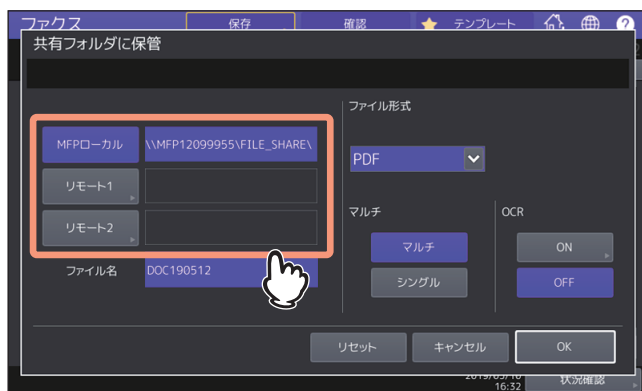 ファクス
保存
確認
テンプレート
?
共有フォルダに保管
ファイル形式
MFPローカル
\\MFP12099955\FILE_SHARE\
PDF
リモート1
リモート2
マルチ
OCR
マルチ
ON
ファイル名
DOC190512
シングル
OFF
リセット
キャンセル
OK
16:32
状況確認